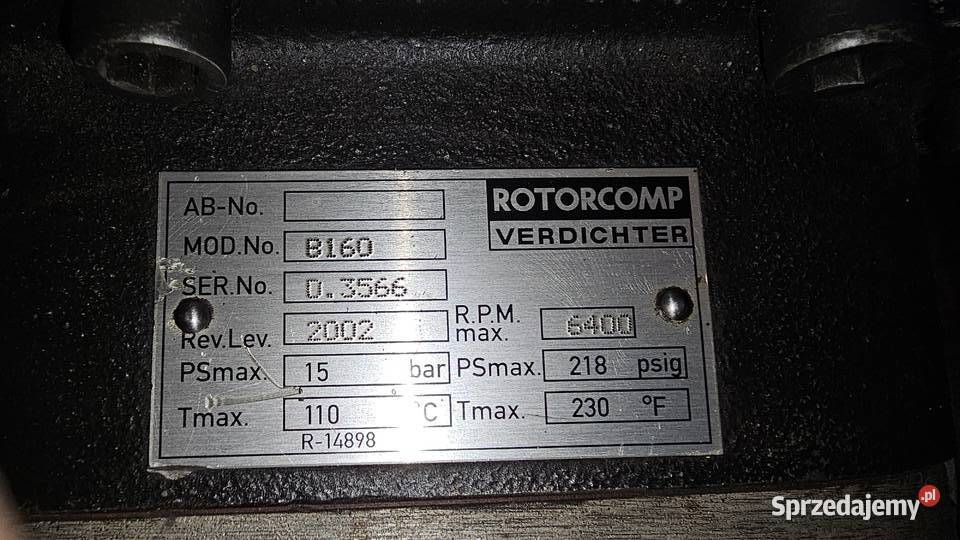 ROTORCOMP
VERDICHTER
AB-No.
MOD.No. B160
SER.No. D.3566
Rev.Lev. 2002 R.P.M. max. 6400
PSmax. 15 bar PSmax. 218 psig
Tmax. 110 °C Tmax. 230 °F
R-14898
Sprzedajemy.pl